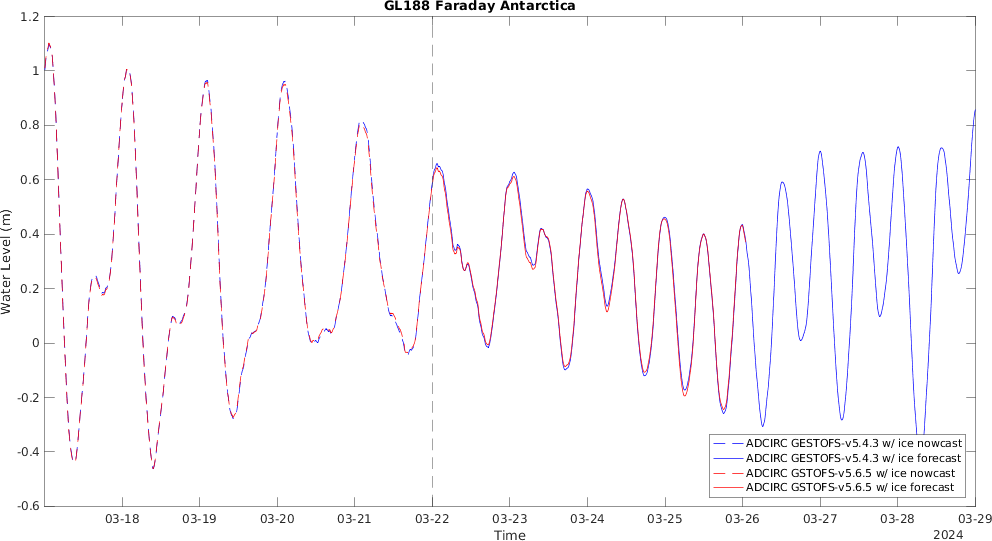 GL188 Faraday Antarctica
1.2
1
0.8
0.6
0.4
0.2
0
-0.2
-0.4
-0.6
Water Level (m)
ADCIRC GESTOFS-v5.4.3 w/ ice nowcast
ADCIRC GESTOFS-v5.4.3 w/ ice forecast
ADCIRC GSTOFS-v5.6.5 w/ ice nowcast
ADCIRC GSTOFS-v5.6.5 w/ ice forecast
03-18 03-19 03-20 03-21 03-22 03-23 03-24 03-25 03-26 03-27 03-28 03-29
Time
2024